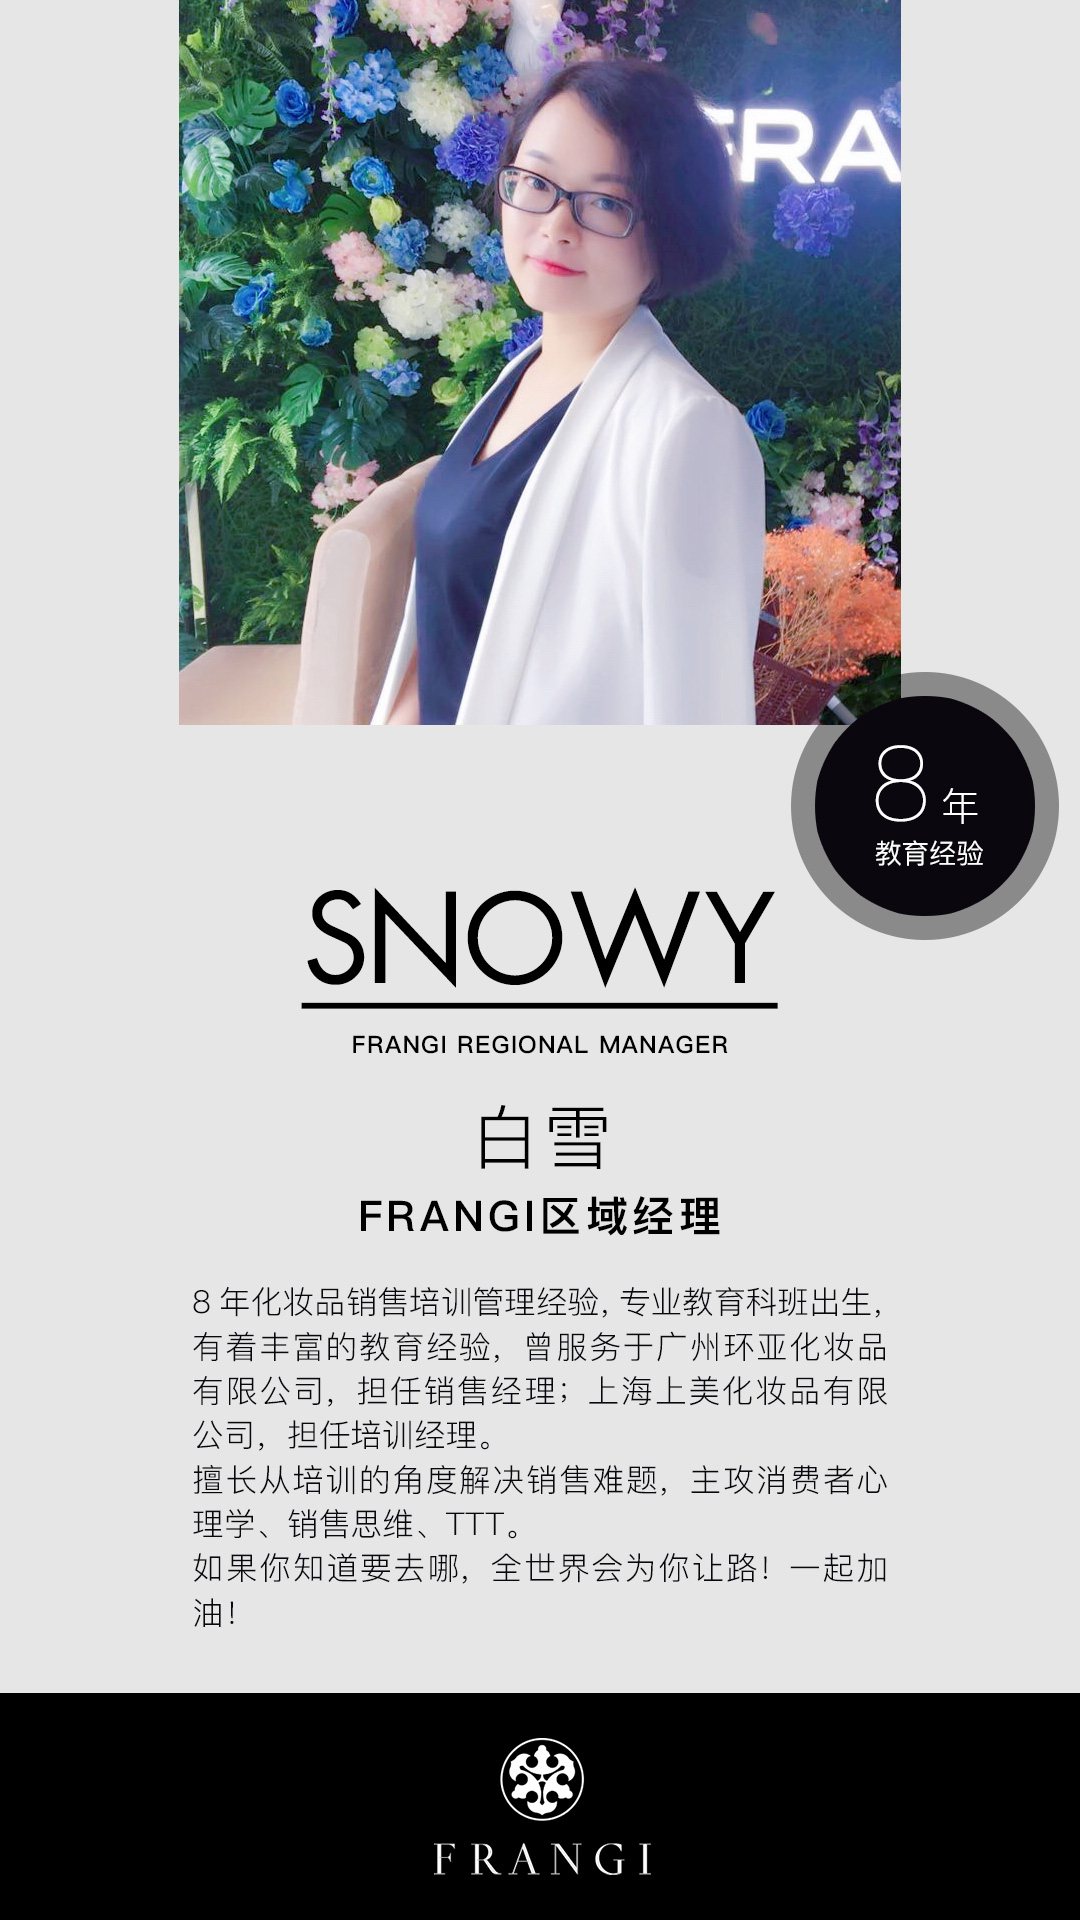 FRA
8 年
教育经验
SNOWY
FRANGI REGIONAL MANAGER
白雪
FRANGI区域经理
8 年化妆品销售培训管理经验, 专业教育科班出生,
有着丰富的教育经验，曾服务于广州环亚化妆品
有限公司，担任销售经理；上海上美化妆品有限
公司，担任培训经理。
擅长从培训的角度解决销售难题，主攻消费者心
理学、销售思维、TTT。
如果你知道要去哪，全世界会为你让路！一起加
油！
FRANGI